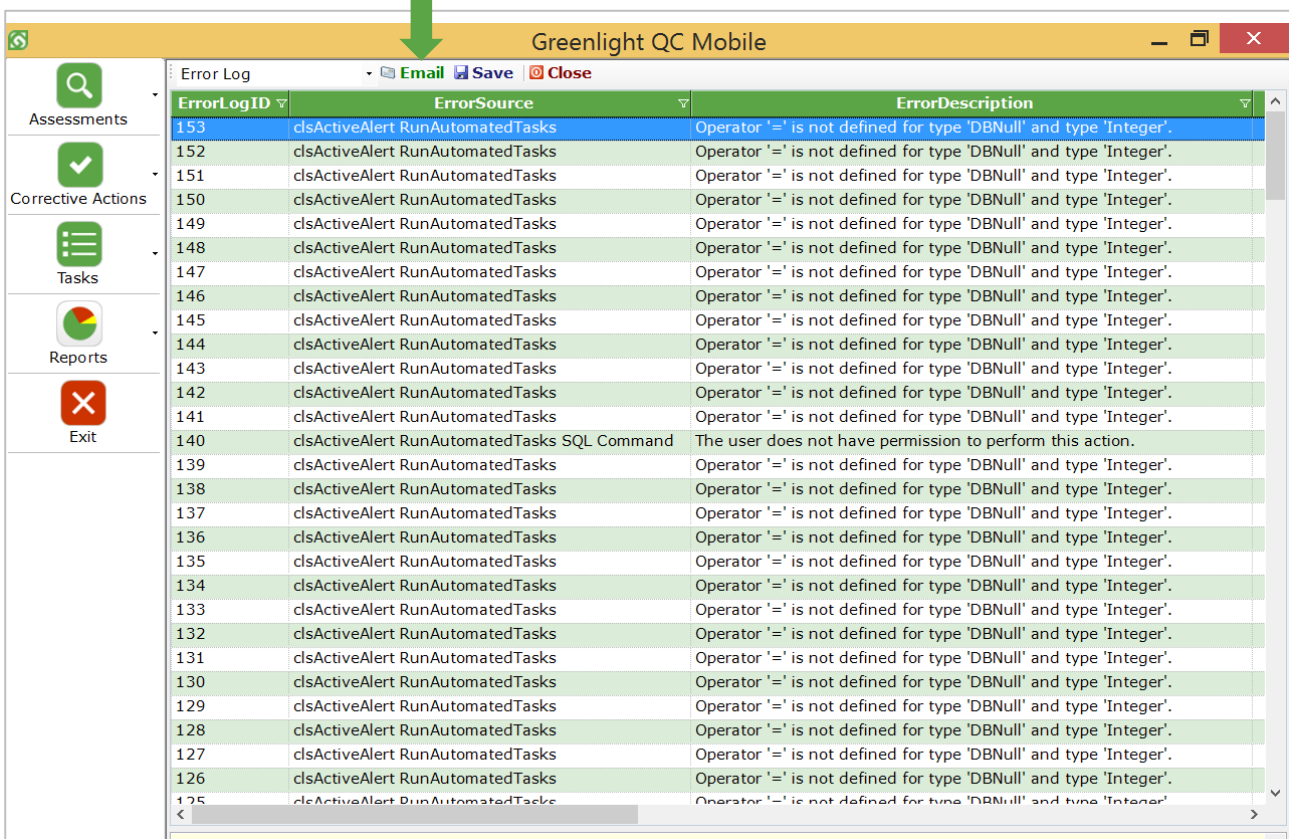 Greenlight QC Mobile
Assessments
Corrective Actions
Tasks
Reports
Exit
Error Log Email Save Close
ErrorLogID ErrorSource ErrorDescription
153 clsActiveAlert RunAutomatedTasks Operator '=' is not defined for type 'DBNull' and type 'Integer'.
152 clsActiveAlert RunAutomatedTasks Operator '=' is not defined for type 'DBNull' and type 'Integer'.
151 clsActiveAlert RunAutomatedTasks Operator '=' is not defined for type 'DBNull' and type 'Integer'.
150 clsActiveAlert RunAutomatedTasks Operator '=' is not defined for type 'DBNull' and type 'Integer'.
149 clsActiveAlert RunAutomatedTasks Operator '=' is not defined for type 'DBNull' and type 'Integer'.
148 clsActiveAlert RunAutomatedTasks Operator '=' is not defined for type 'DBNull' and type 'Integer'.
147 clsActiveAlert RunAutomatedTasks Operator '=' is not defined for type 'DBNull' and type 'Integer'.
146 clsActiveAlert RunAutomatedTasks Operator '=' is not defined for type 'DBNull' and type 'Integer'.
145 clsActiveAlert RunAutomatedTasks Operator '=' is not defined for type 'DBNull' and type 'Integer'.
144 clsActiveAlert RunAutomatedTasks Operator '=' is not defined for type 'DBNull' and type 'Integer'.
143 clsActiveAlert RunAutomatedTasks Operator '=' is not defined for type 'DBNull' and type 'Integer'.
142 clsActiveAlert RunAutomatedTasks Operator '=' is not defined for type 'DBNull' and type 'Integer'.
141 clsActiveAlert RunAutomatedTasks Operator '=' is not defined for type 'DBNull' and type 'Integer'.
140 clsActiveAlert RunAutomatedTasks SQL Command The user does not have permission to perform this action.
139 clsActiveAlert RunAutomatedTasks Operator '=' is not defined for type 'DBNull' and type 'Integer'.
138 clsActiveAlert RunAutomatedTasks Operator '=' is not defined for type 'DBNull' and type 'Integer'.
137 clsActiveAlert RunAutomatedTasks Operator '=' is not defined for type 'DBNull' and type 'Integer'.
136 clsActiveAlert RunAutomatedTasks Operator '=' is not defined for type 'DBNull' and type 'Integer'.
135 clsActiveAlert RunAutomatedTasks Operator '=' is not defined for type 'DBNull' and type 'Integer'.
134 clsActiveAlert RunAutomatedTasks Operator '=' is not defined for type 'DBNull' and type 'Integer'.
133 clsActiveAlert RunAutomatedTasks Operator '=' is not defined for type 'DBNull' and type 'Integer'.
132 clsActiveAlert RunAutomatedTasks Operator '=' is not defined for type 'DBNull' and type 'Integer'.
131 clsActiveAlert RunAutomatedTasks Operator '=' is not defined for type 'DBNull' and type 'Integer'.
130 clsActiveAlert RunAutomatedTasks Operator '=' is not defined for type 'DBNull' and type 'Integer'.
129 clsActiveAlert RunAutomatedTasks Operator '=' is not defined for type 'DBNull' and type 'Integer'.
128 clsActiveAlert RunAutomatedTasks Operator '=' is not defined for type 'DBNull' and type 'Integer'.
127 clsActiveAlert RunAutomatedTasks Operator '=' is not defined for type 'DBNull' and type 'Integer'.
126 clsActiveAlert RunAutomatedTasks Operator '=' is not defined for type 'DBNull' and type 'Integer'.
125 clsActiveAlert RunAutomatedTasks Operator '=' is not defined for type 'DBNull' and type 'Integer'.